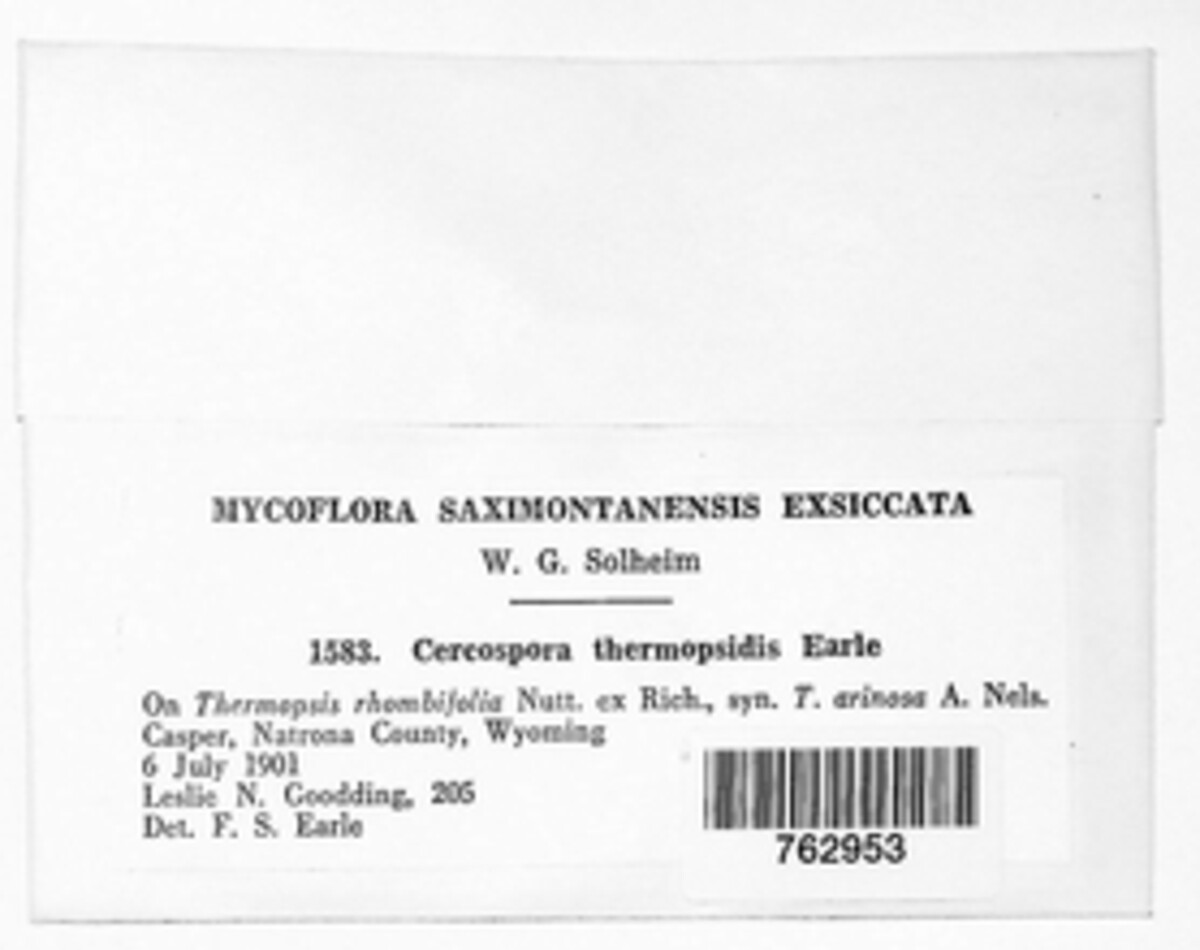 MYCOFLORA SAXIMONTANENSIS EXSICCATA
W. G. Solheim
1583. Cercospora thermopsidis Earle
On Thermopsis rhombifolia Nutt. ex Rich., syn. T. arinosa A. Nels.
Casper, Natrona County, Wyoming
6 July 1901
Leslie N. Goodding, 205
Det. F. S. Earle
762953